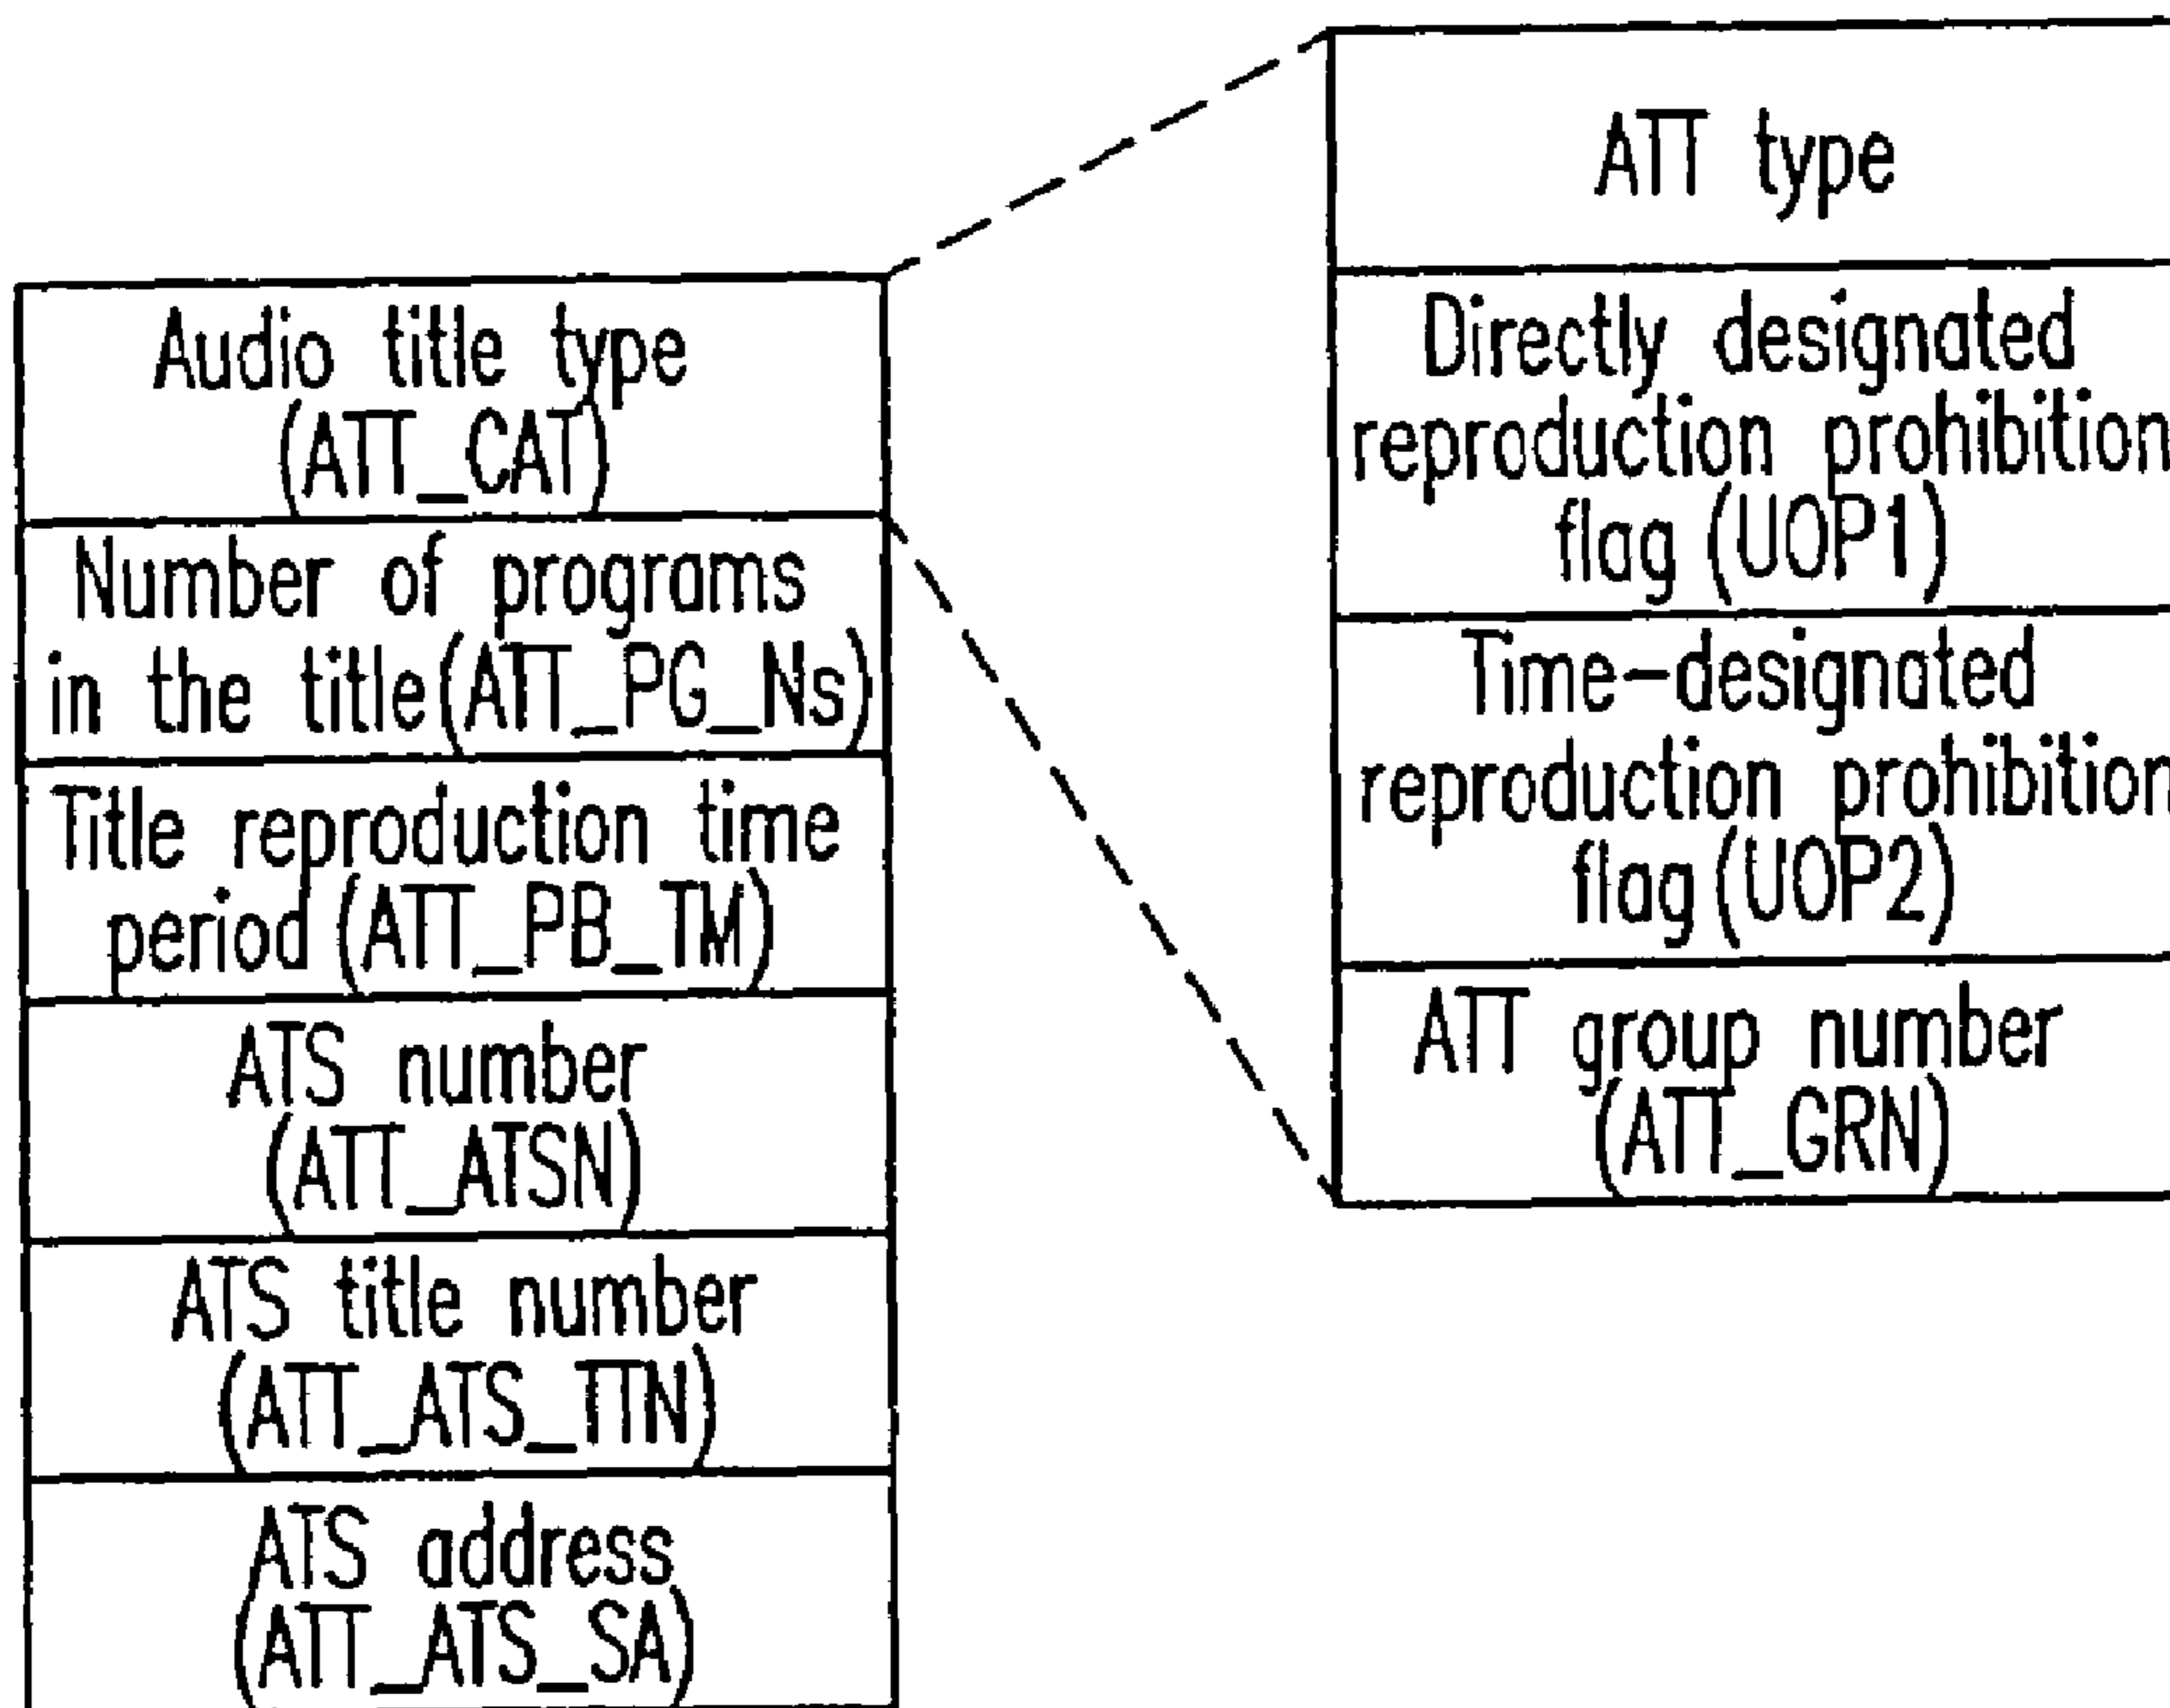 Audio title type
(ATT_CAT)
Number of programs
in the title(ATT_PG_Ns)
Title reproduction time
period(ATT_PB_TM)
ATS number
(ATT_ATSN)
ATS title number
(ATT_ATS_TTN)
ATS address
(ATT_ATS_SA)
ATT type
Directly designated
reproduction prohibition
flag(UOP1)
Time-designated
reproduction prohibition
flag(UOP2)
ATT group number
(ATT_GRN)